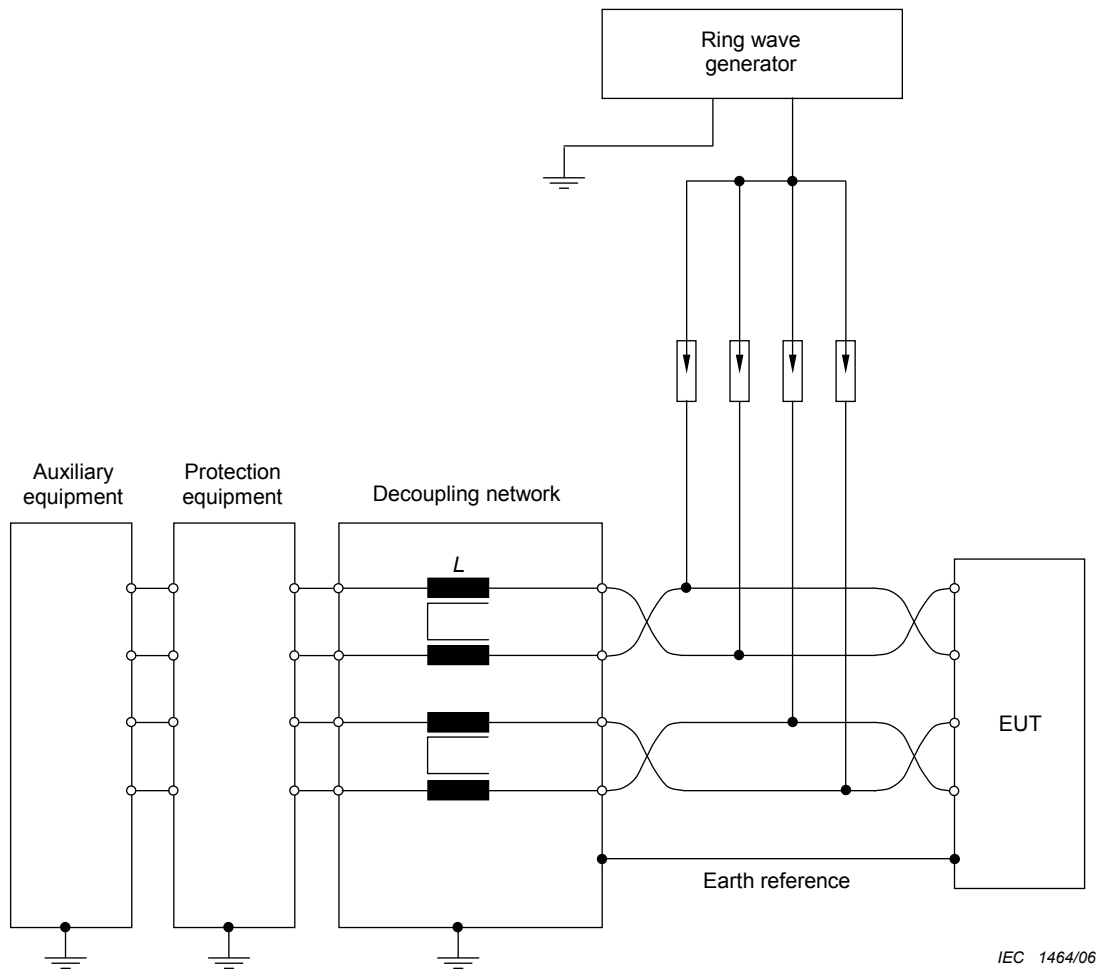 Ring wave
generator
Auxiliary
equipment
Protection
equipment
Decoupling network
L
EUT
Earth reference
IEC 1464/06